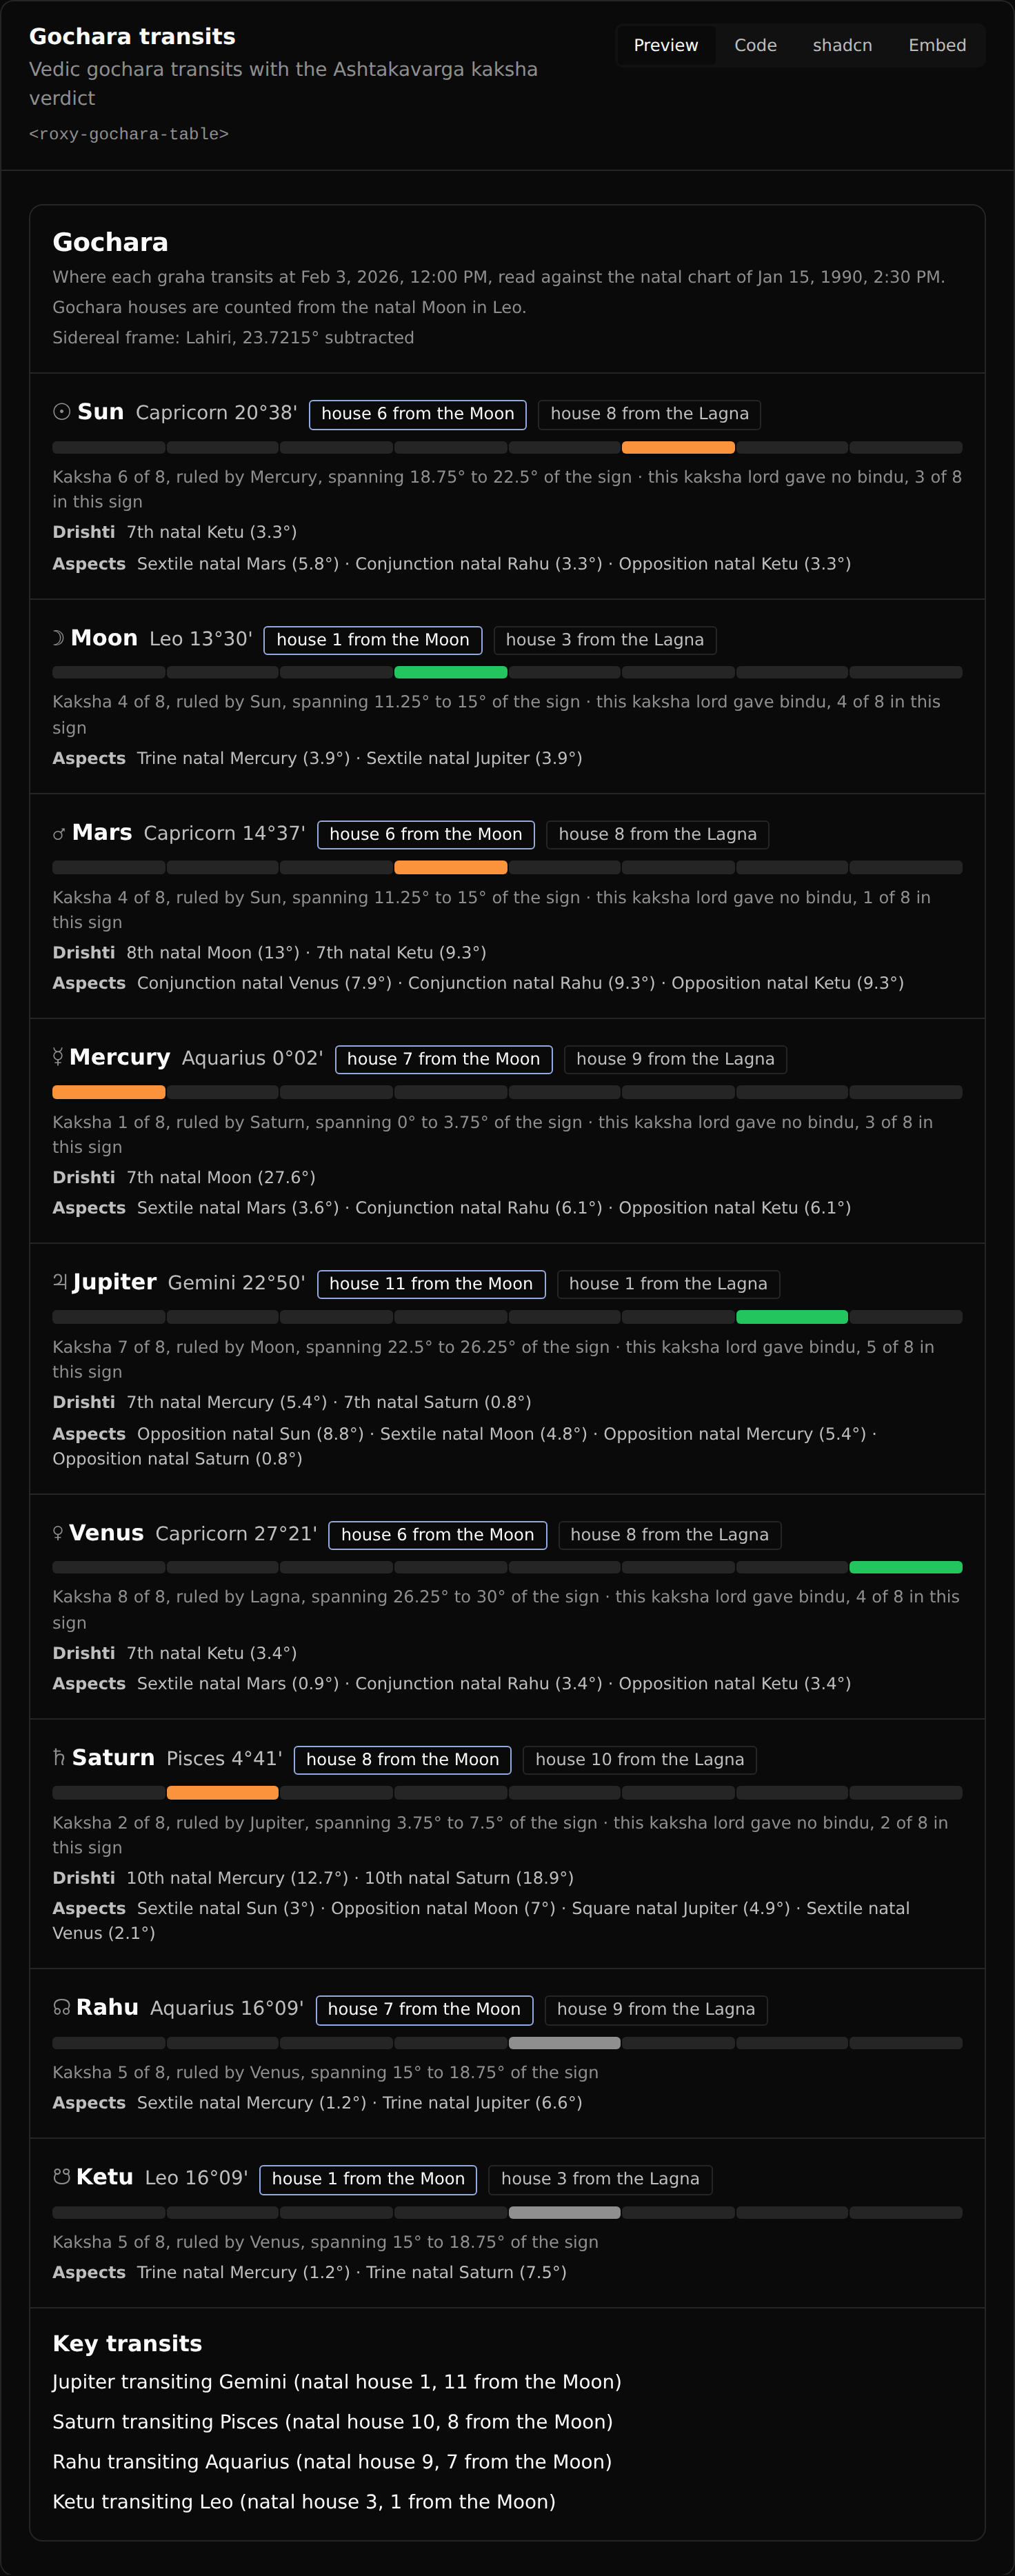 Gochara transits
Preview
Code
shadcn
Embed
Vedic gochara transits with the Ashtakavarga kaksha
verdict
<roxy-gochara-table>
Gochara
Where each graha transits at Feb 3, 2026, 12:00 PM, read against the natal chart of Jan 15, 1990, 2:30 PM.
Gochara houses are counted from the natal Moon in Leo.
Sidereal frame: Lahiri, 23.7215° subtracted
☉ Sun Capricorn 20°38' house 6 from the Moon house 8 from the Lagna
Kaksha 6 of 8, ruled by Mercury, spanning 18.75° to 22.5° of the sign · this kaksha lord gave no bindu, 3 of 8
in this sign
Drishti 7th natal Ketu (3.3°)
Aspects Sextile natal Mars (5.8°) · Conjunction natal Rahu (3.3°) · Opposition natal Ketu (3.3°)
☽ Moon Leo 13°30' house 1 from the Moon house 3 from the Lagna
Kaksha 4 of 8, ruled by Sun, spanning 11.25° to 15° of the sign · this kaksha lord gave bindu, 4 of 8 in this
sign
Aspects Trine natal Mercury (3.9°) · Sextile natal Jupiter (3.9°)
♂ Mars Capricorn 14°37' house 6 from the Moon house 8 from the Lagna
Kaksha 4 of 8, ruled by Sun, spanning 11.25° to 15° of the sign · this kaksha lord gave no bindu, 1 of 8 in
this sign
Drishti 8th natal Moon (13°) · 7th natal Ketu (9.3°)
Aspects Conjunction natal Venus (7.9°) · Conjunction natal Rahu (9.3°) · Opposition natal Ketu (9.3°)
☿ Mercury Aquarius 0°02' house 7 from the Moon house 9 from the Lagna
Kaksha 1 of 8, ruled by Saturn, spanning 0° to 3.75° of the sign · this kaksha lord gave no bindu, 3 of 8 in
this sign
Drishti 7th natal Moon (27.6°)
Aspects Sextile natal Mars (3.6°) · Conjunction natal Rahu (6.1°) · Opposition natal Ketu (6.1°)
♃ Jupiter Gemini 22°50' house 11 from the Moon house 1 from the Lagna
Kaksha 7 of 8, ruled by Moon, spanning 22.5° to 26.25° of the sign · this kaksha lord gave bindu, 5 of 8 in
this sign
Drishti 7th natal Mercury (5.4°) · 7th natal Saturn (0.8°)
Aspects Opposition natal Sun (8.8°) · Sextile natal Moon (4.8°) · Opposition natal Mercury (5.4°) ·
Opposition natal Saturn (0.8°)
♀ Venus Capricorn 27°21' house 6 from the Moon house 8 from the Lagna
Kaksha 8 of 8, ruled by Lagna, spanning 26.25° to 30° of the sign · this kaksha lord gave bindu, 4 of 8 in this
sign
Drishti 7th natal Ketu (3.4°)
Aspects Sextile natal Mars (0.9°) · Conjunction natal Rahu (3.4°) · Opposition natal Ketu (3.4°)
♄ Saturn Pisces 4°41' house 8 from the Moon house 10 from the Lagna
Kaksha 2 of 8, ruled by Jupiter, spanning 3.75° to 7.5° of the sign · this kaksha lord gave no bindu, 2 of 8 in
this sign
Drishti 10th natal Mercury (12.7°) · 10th natal Saturn (18.9°)
Aspects Sextile natal Sun (3°) · Opposition natal Moon (7°) · Square natal Jupiter (4.9°) · Sextile natal
Venus (2.1°)
☊ Rahu Aquarius 16°09' house 7 from the Moon house 9 from the Lagna
Kaksha 5 of 8, ruled by Venus, spanning 15° to 18.75° of the sign
Aspects Sextile natal Mercury (1.2°) · Trine natal Jupiter (6.6°)
☋ Ketu Leo 16°09' house 1 from the Moon house 3 from the Lagna
Kaksha 5 of 8, ruled by Venus, spanning 15° to 18.75° of the sign
Aspects Trine natal Mercury (1.2°) · Trine natal Saturn (7.5°)
Key transits
Jupiter transiting Gemini (natal house 1, 11 from the Moon)
Saturn transiting Pisces (natal house 10, 8 from the Moon)
Rahu transiting Aquarius (natal house 9, 7 from the Moon)
Ketu transiting Leo (natal house 3, 1 from the Moon)